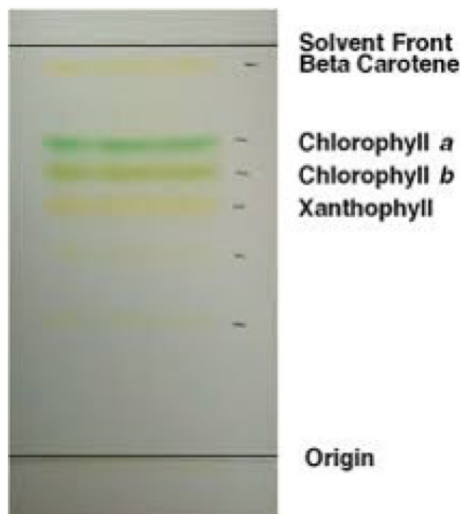 Solvent Front
Beta Carotene
Chlorophyll a
Chlorophyll b
Xanthophyll
Origin